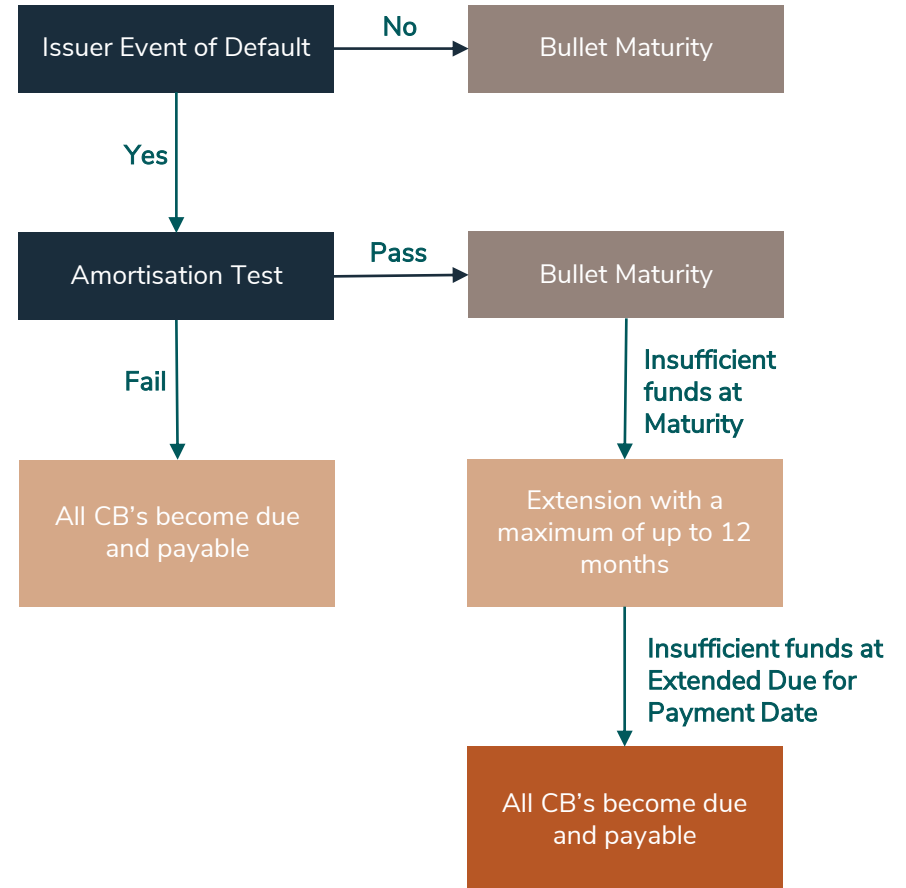 Issuer Event of Default
No
Bullet Maturity
Yes
Amortisation Test
Pass
Bullet Maturity
Fail
Insufficient
funds at
Maturity
All CB’s become due
and payable
Extension with a
maximum of up to 12
months
Insufficient funds at
Extended Due for
Payment Date
All CB’s become due
and payable